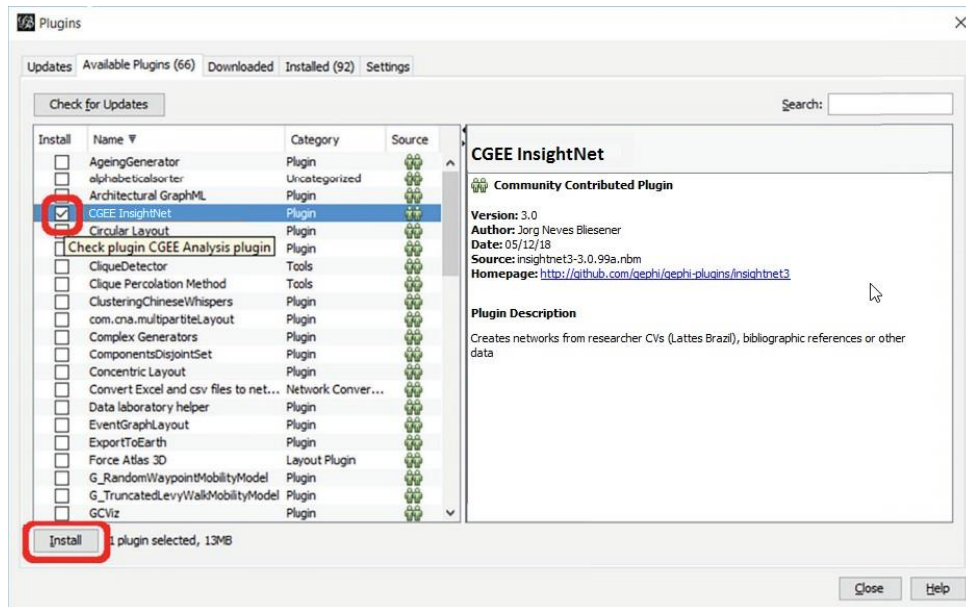 Plugins
Updates Available Plugins (66) Downloaded Installed (92) Settings
Check for Updates
Search:
Install Name Category Source
AgeingGenerator Plugin
alphabeticalsorter Uncategorized
Architectural GraphML Plugin
CGEE InsightNet Plugin
Circular Layout Plugin
Check plugin CGEE Analysis plugin Plugin
CliqueDetector Tools
Clique Percolation Method Tools
ClusteringChineseWhispers Plugin
com.cna.multipartiteLayout Plugin
Complex Generators Plugin
ComponentsDisjointSet Plugin
Concentric Layout Plugin
Convert Excel and csv files to net... Network Conver...
Data laboratory helper Plugin
EventGraphLayout Plugin
ExportToEarth Plugin
Force Atlas 3D Layout Plugin
G_RandomWaypointMobilityModel Plugin
G_TruncatedLevyWalkMobilityModel Plugin
GCViz Plugin
Install 1 plugin selected, 13MB
CGEE InsightNet
Community Contributed Plugin
Version: 3.0
Author: Jorg Neves Bliesener
Date: 05/12/18
Source: insightnet3-3.0.99a.nbm
Homepage: http://github.com/gephi/gephi-plugins/insightnet3
Plugin Description
Creates networks from researcher CVs (Lattes Brazil), bibliographic references or other
data
Close Help